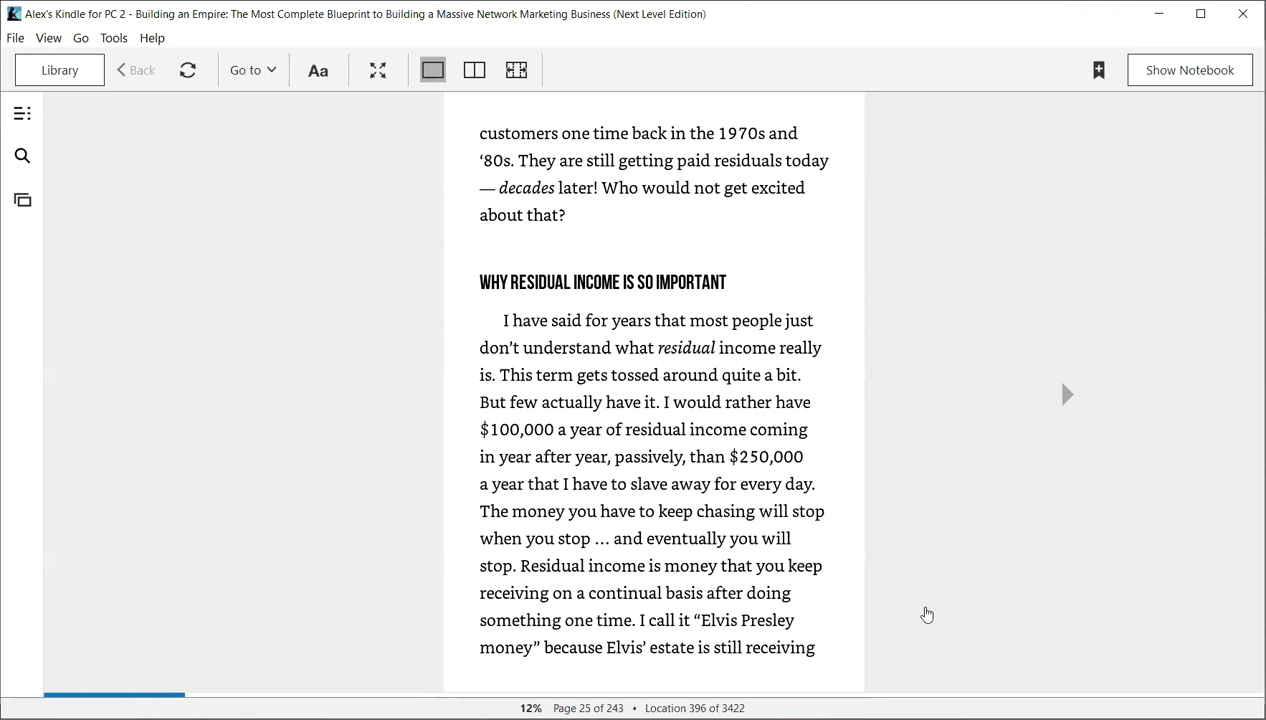 Alex's Kindle for PC 2 - Building an Empire: The Most Complete Blueprint to Building a Massive Network Marketing Business (Next Level Edition)
File View Go Tools Help
Library Back Go to Aa Show Notebook
customers one time back in the 1970s and
‘80s. They are still getting paid residuals today
— decades later! Who would not get excited
about that?
WHY RESIDUAL INCOME IS SO IMPORTANT
I have said for years that most people just
don’t understand what residual income really
is. This term gets tossed around quite a bit.
But few actually have it. I would rather have
$100,000 a year of residual income coming
in year after year, passively, than $250,000
a year that I have to slave away for every day.
The money you have to keep chasing will stop
when you stop … and eventually you will
stop. Residual income is money that you keep
receiving on a continual basis after doing
something one time. I call it “Elvis Presley
money” because Elvis’ estate is still receiving
12% Page 25 of 243 • Location 396 of 3422